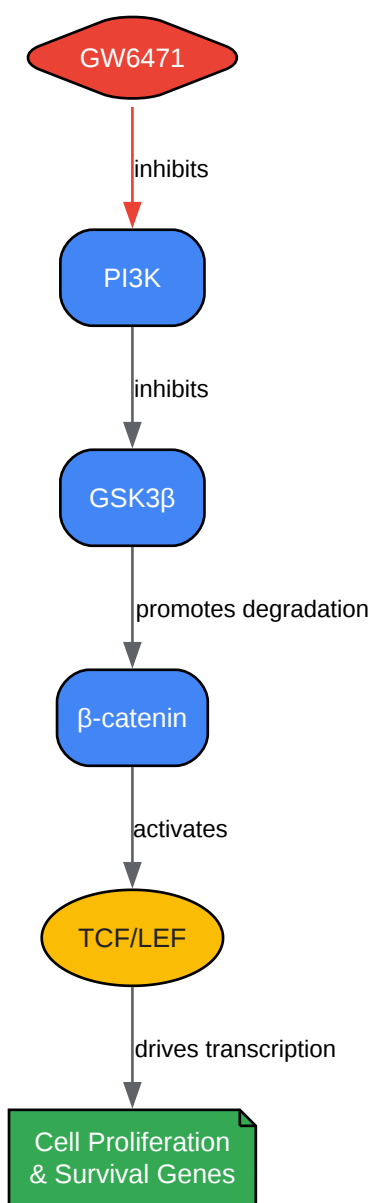 GW6471
inhibits
PI3K
inhibits
GSK3β
promotes degradation
β-catenin
activates
TCF/LEF
drives transcription
Cell Proliferation
& Survival Genes